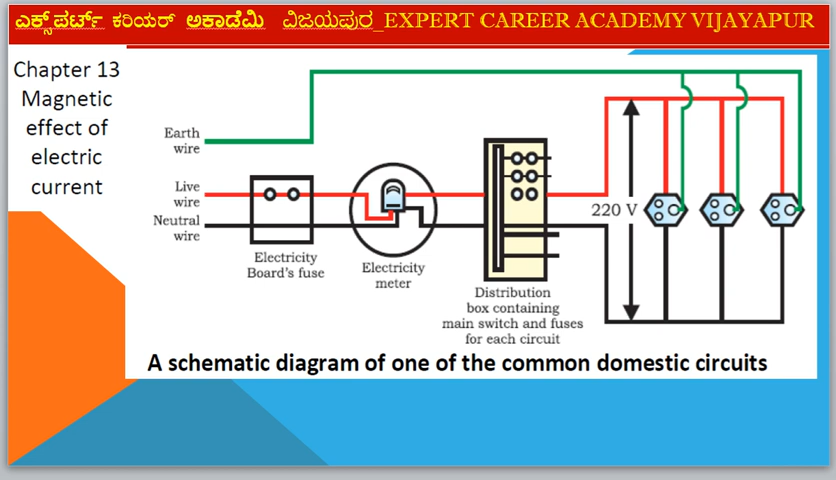 ಎಕ್ಸ್‌ಪರ್ಟ್ ಕರಿಯರ್ ಅಕಾಡೆಮಿ ವಿಜಯಪುರ_EXPERT CAREER ACADEMY VIJAYAPUR
Chapter 13
Magnetic
effect of
electric
current
Earth
wire
Live
wire
Neutral
wire
Electricity
Board's fuse
Electricity
meter
Distribution
box containing
main switch and fuses
for each circuit
220 V
A schematic diagram of one of the common domestic circuits